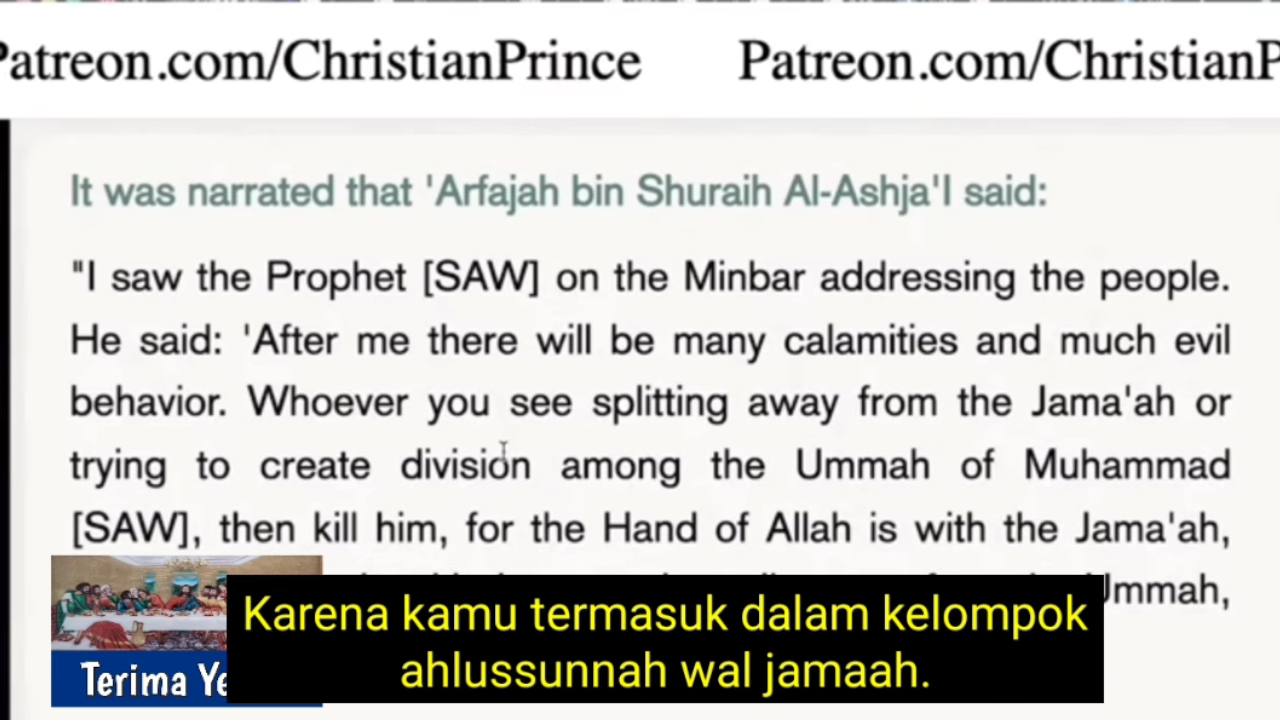 Patreon.com/ChristianPrince Patreon.com/ChristianP
It was narrated that 'Arfajah bin Shuraih Al-Ashja'I said:
"I saw the Prophet [SAW] on the Minbar addressing the people.
He said: 'After me there will be many calamities and much evil
behavior. Whoever you see splitting away from the Jama'ah or
trying to create division among the Ummah of Muhammad
[SAW], then kill him, for the Hand of Allah is with the Jama'ah,
Ummah,
Karena kamu termasuk dalam kelompok
ahlussunnah wal jamaah.
Terima Ye